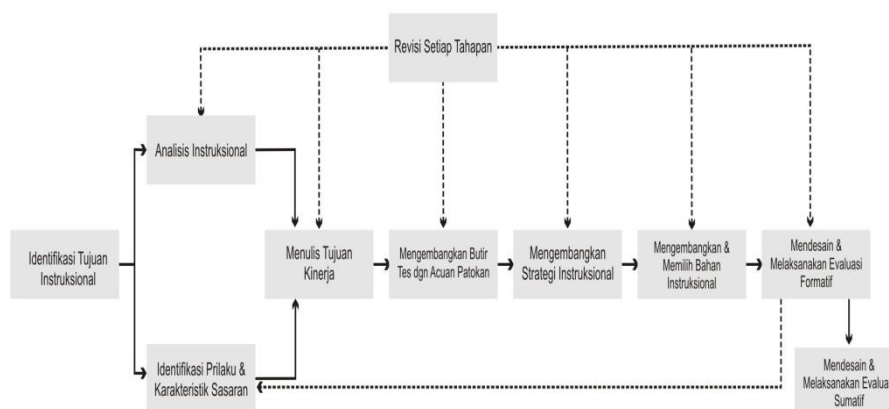 Revisi Setiap Tahapan
Analisis Instruksional
Identifikasi Tujuan
Instruksional
Menulis Tujuan
Kinerja
Mengembangkan Butir
Tes dgn Acuan Patokan
Mengembangkan
Strategi Instruksional
Mengembangkan &
Memilih Bahan
Instruksional
Mendesain &
Melaksanakan Evaluasi
Formatif
Identifikasi Prilaku &
Karakteristik Sasaran
Mendesain &
Melaksanakan Evalua
Sumatif